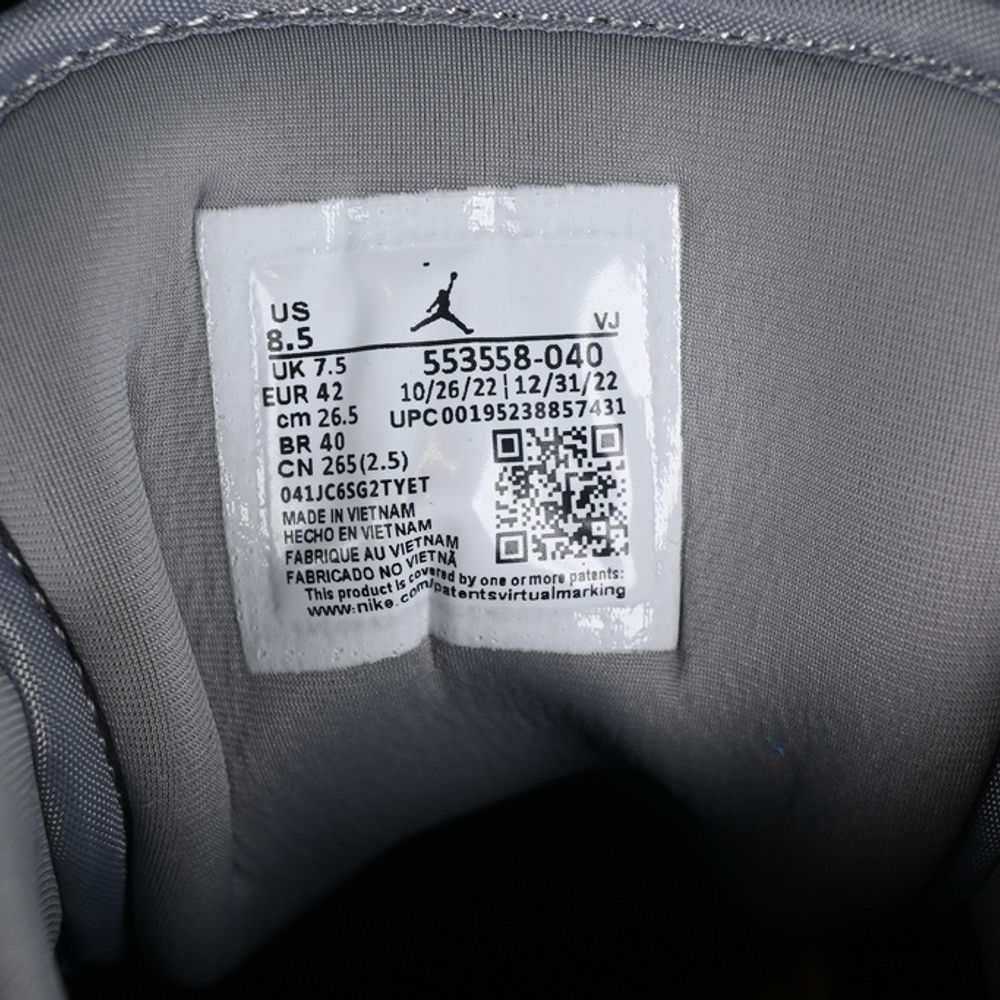 US
8.5
VJ
UK 7.5
553558-040
EUR 42
10/26/22 | 12/31/22
cm 26.5
UPC 00195238857431
BR 40
CN 265(2.5)
041JC6SG2TYET
MADE IN VIETNAM
HECHO EN VIETNAM
FABRIQUE AU VIETNAM
FABRICADO NO VIETNÃ
This product is covered by one or more patents:
www.nike.com/patentsvirtualmarking